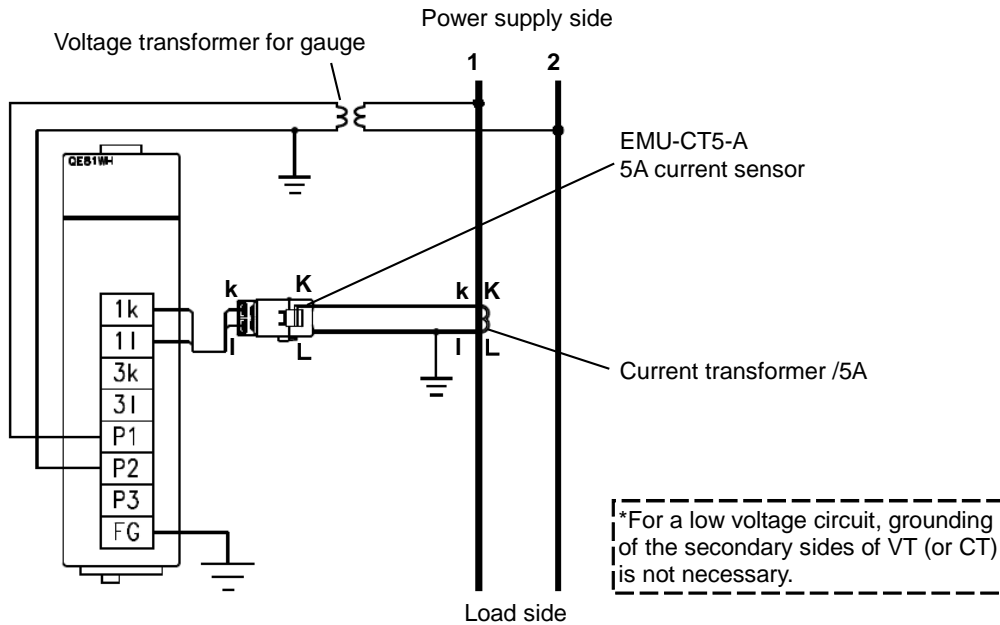 Power supply side
Voltage transformer for gauge
1 2
EMU-CT5-A
5A current sensor
QE81WH
k K k K
l L l L
1k
1l
3k
3l
P1
P2
P3
FG
Current transformer /5A
*For a low voltage circuit, grounding
of the secondary sides of VT (or CT)
is not necessary.
Load side